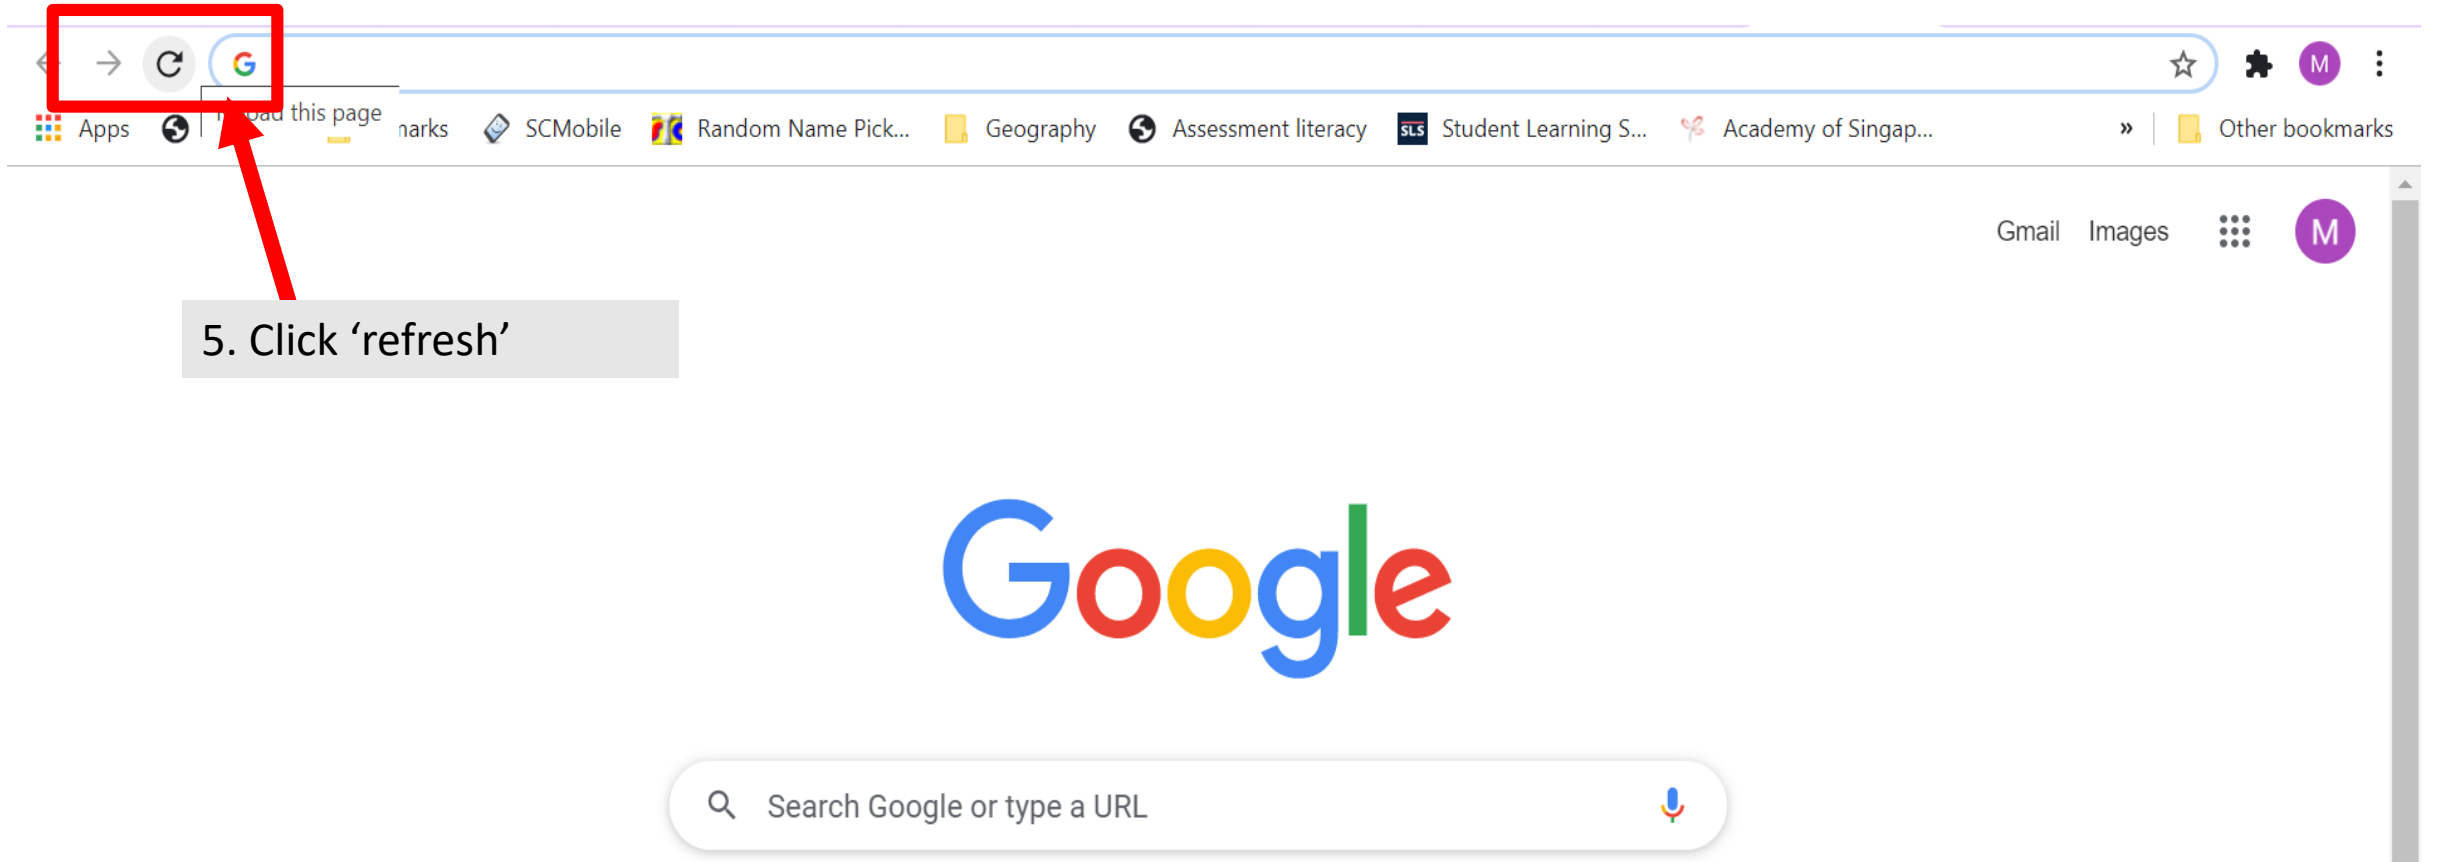 M
this page
Apps
SCMobile
Random Name Pick...
Geography
Assessment literacy
SLS
Student Learning S...
Academy of Singap...
»
Other bookmarks
Gmail
Images
M
5. Click ‘refresh’
Google
Search Google or type a URL